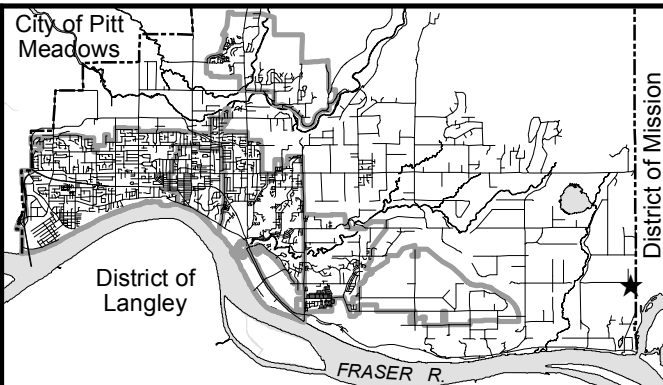 City of Pitt
Meadows
District of Mission
District of
Langley
FRASER R.